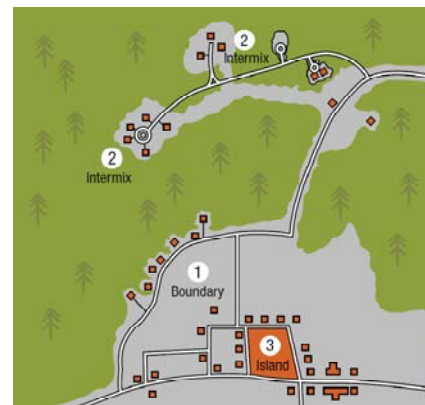 2
Intermix
2
Intermix
1
Boundary
3
Island